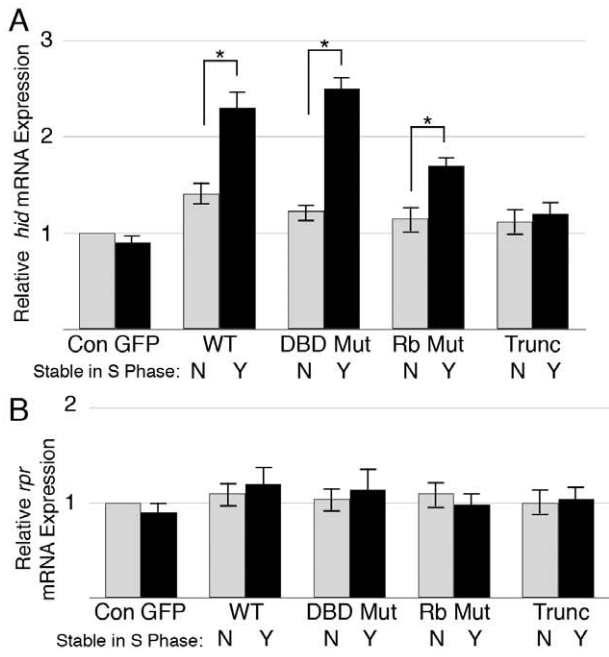 A
3
2
1
Relative hid mRNA Expression
* * *
Con GFP WT DBD Mut Rb Mut Trunc
Stable in S Phase: N Y N Y N Y N Y
B
2
1
Relative rpr
mRNA Expression
Con GFP WT DBD Mut Rb Mut Trunc
Stable in S Phase: N Y N Y N Y N Y